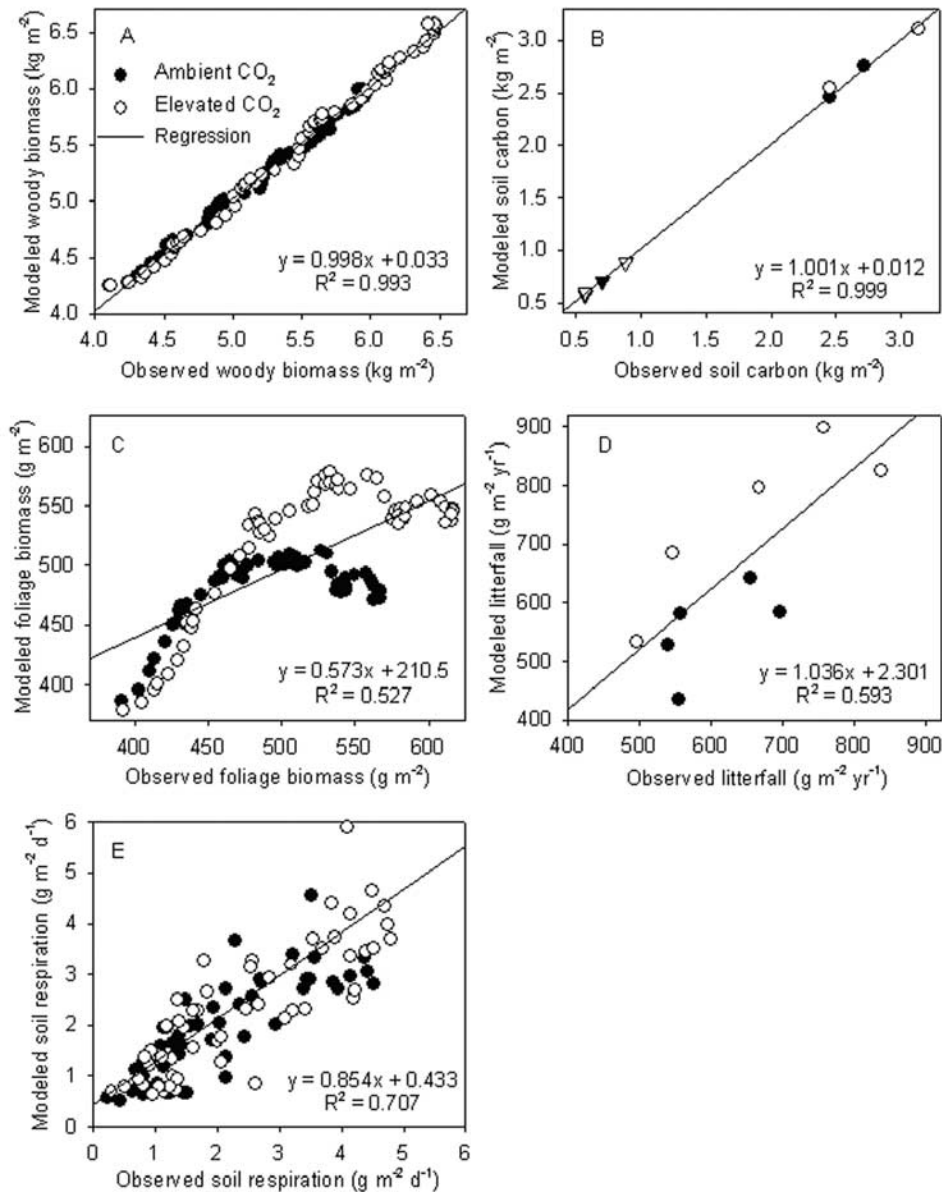 A
Ambient CO2
Elevated CO2
Regression
y = 0.998x + 0.033
R2 = 0.993
Modeled woody biomass (kg m-2)
6.5
6.0
5.5
5.0
4.5
4.0
4.0 4.5 5.0 5.5 6.0 6.5
Observed woody biomass (kg m-2)
B
y = 1.001x + 0.012
R2 = 0.999
Modeled soil carbon (kg m-2)
3.0
2.5
2.0
1.5
1.0
0.5
0.5 1.0 1.5 2.0 2.5 3.0
Observed soil carbon (kg m-2)
C
y = 0.573x + 210.5
R2 = 0.527
Modeled foliage biomass (g m-2)
600
550
500
450
400
400 450 500 550 600
Observed foliage biomass (g m-2)
D
y = 1.036x + 2.301
R2 = 0.593
Modeled litterfall (g m-2 yr-1)
900
800
700
600
500
400
400 500 600 700 800 900
Observed litterfall (g m-2 yr-1)
E
y = 0.854x + 0.433
R2 = 0.707
Modeled soil respiration (g m-2 d-1)
6
5
4
3
2
1
0
0 1 2 3 4 5 6
Observed soil respiration (g m-2 d-1)